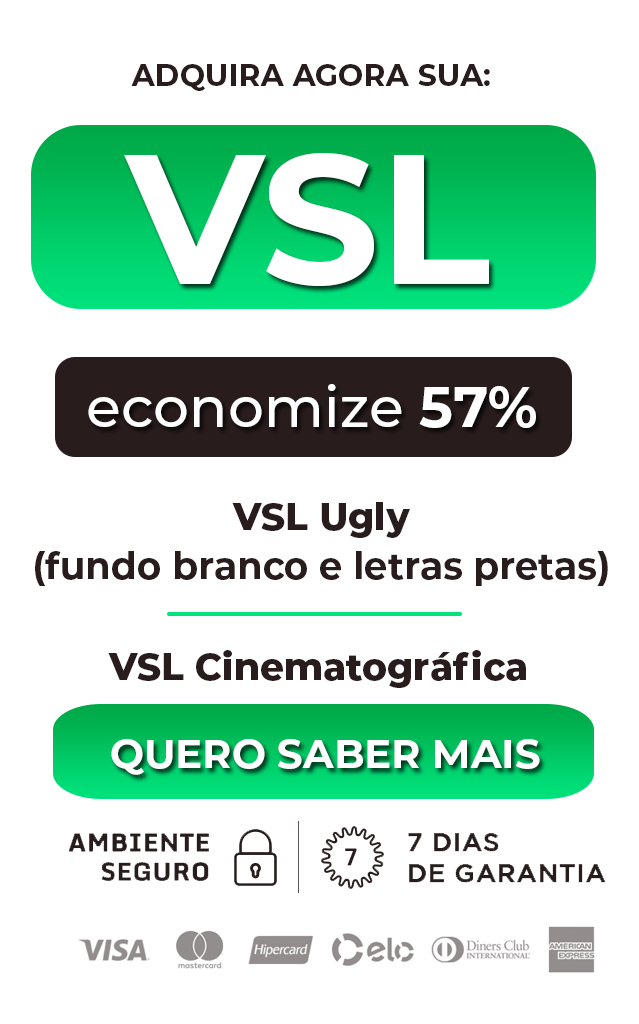 ADQUIRA AGORA SUA:
VSL
economize 57%
VSL Ugly
(fundo branco e letras pretas)
VSL Cinematográfica
QUERO SABER MAIS
AMBIENTE
SEGURO
7
7 DIAS
DE GARANTIA
VISA
mastercard
Hipercard
elo
Diners Club
INTERNATIONAL
AMERICAN
EXPRESS